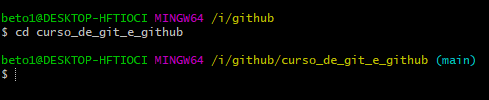 beto1@DESKTOP-HFTIOCI MINGW64 /i/github
$ cd curso_de_git_e_github
beto1@DESKTOP-HFTIOCI MINGW64 /i/github/curso_de_git_e_github (main)
$